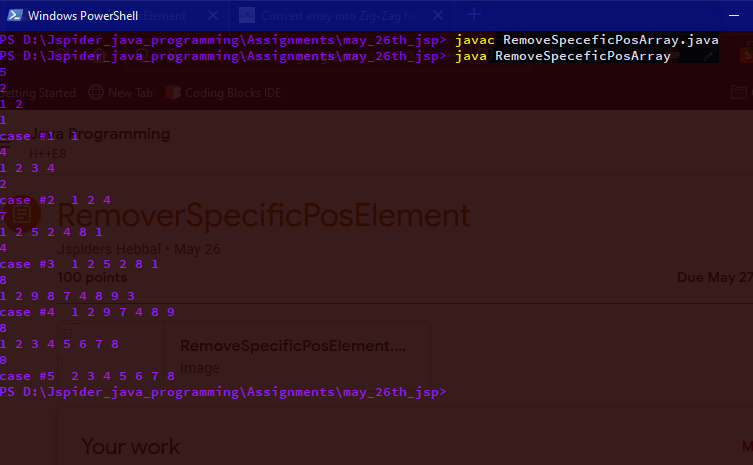 Windows PowerShell
Element
Convert array into Zig-Zag fas
PS D:\Jspider_java_programming\Assignments\may_26th_jsp> javac RemoveSpeceficPosArray.java
PS D:\Jspider_java_programming\Assignments\may_26th_jsp> java RemoveSpeceficPosArray
5
2
Getting Started New Tab Coding Blocks IDE
1 2
1
case #1  1
Java Programming
4
H++E8
1 2 3 4
2
case #2  1 2 4
7
RemoverSpecificPosElement
1 2 5 2 4 8 1
4
Jspiders Hebbal • May 26
case #3  1 2 5 2 8 1
100 points
Due May 27
8
1 2 9 8 7 4 8 9 3
4
case #4  1 2 9 7 4 8 9
8
1 2 3 4 5 6 7 8
RemoveSpecificPosElement....
0
Image
case #5  2 3 4 5 6 7 8
PS D:\Jspider_java_programming\Assignments\may_26th_jsp>
Your work